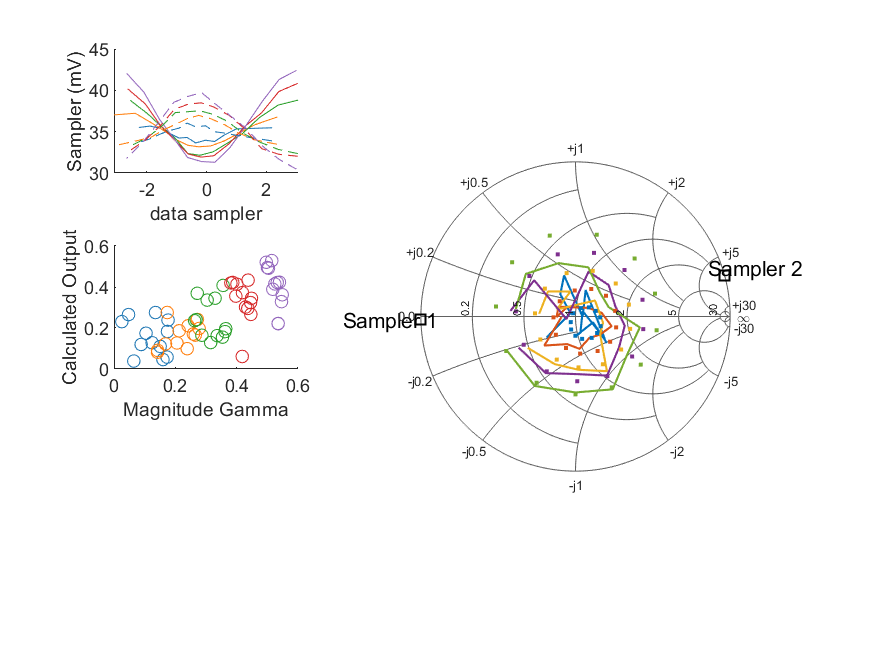 45
40
35
30
Sampler (mV)
-2
0
2
data sampler
0.6
0.4
0.2
0
Calculated Output
0
0.2
0.4
0.6
Magnitude Gamma
+j1
+j0.5
+j2
+j0.2
+j5
Sampler 2
0.2
0.5
1
2
5
30
+j30
∞
-j30
0.0
Sampler 1
-j0.2
-j5
-j0.5
-j2
-j1